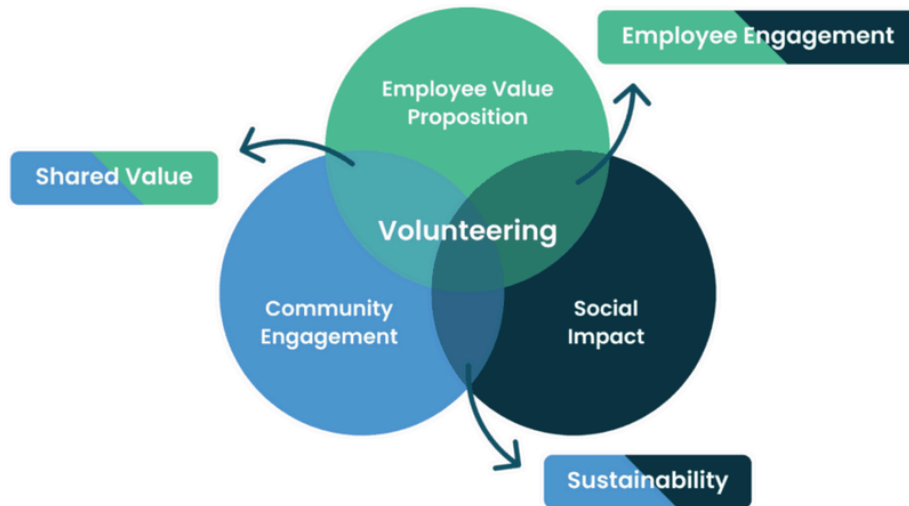 Employee Engagement
Employee Value
Proposition
Shared Value
Volunteering
Community
Engagement
Social
Impact
Sustainability